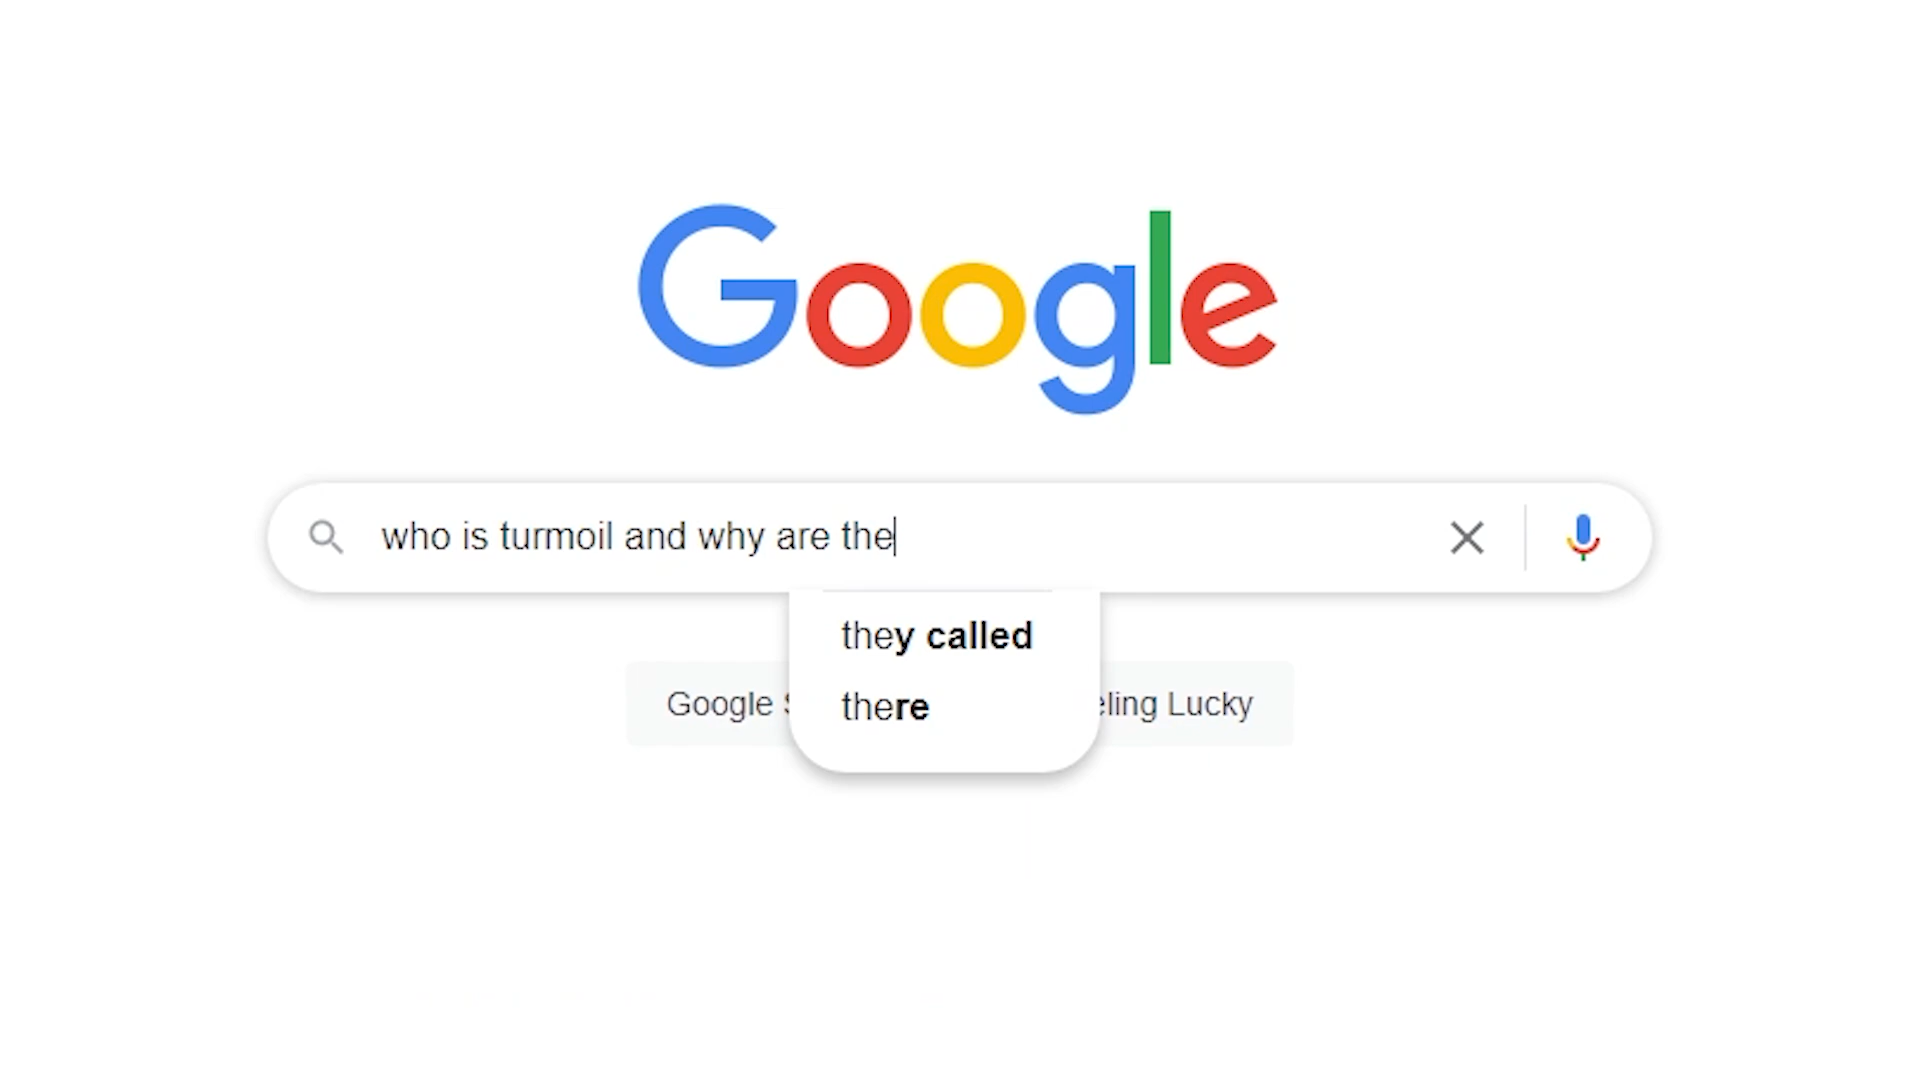 Google
who is turmoil and why are the
they called
there
Google
eling Lucky